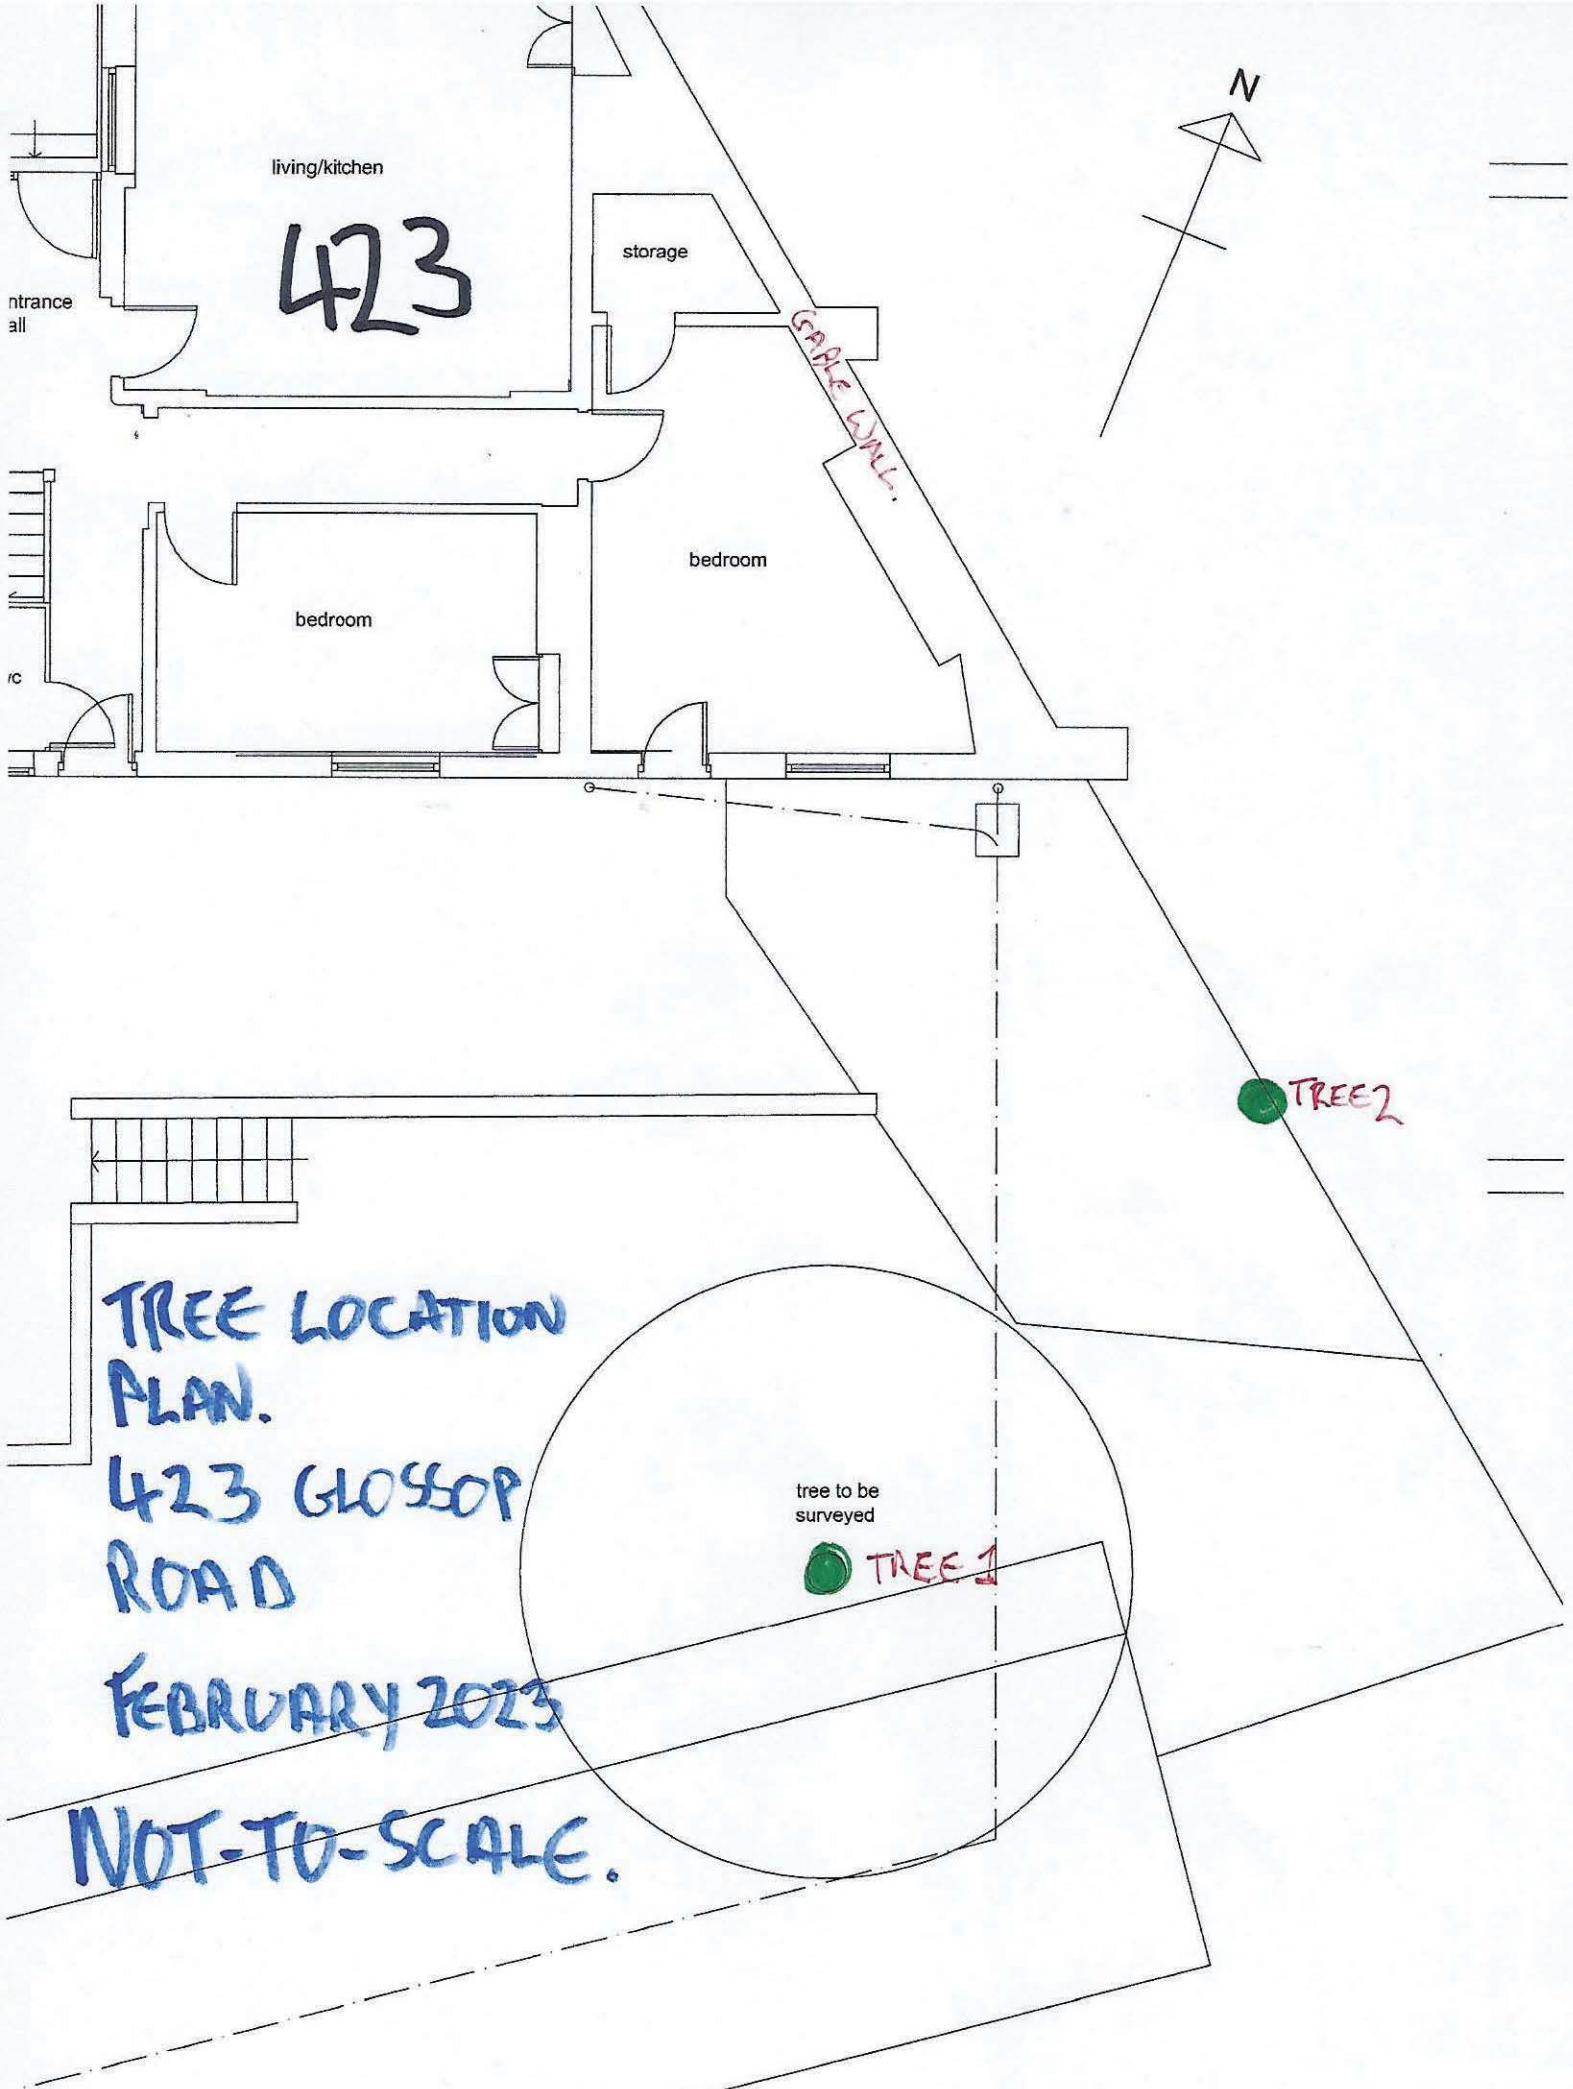 N
living/kitchen
423
storage
ntrance
all
GABLE WALL.
bedroom
bedroom
TREE 2
TREE LOCATION
PLAN.
423 GLOSSOP
ROAD
FEBRUARY 2023
NOT-TO-SCALE.
tree to be
surveyed
TREE 1